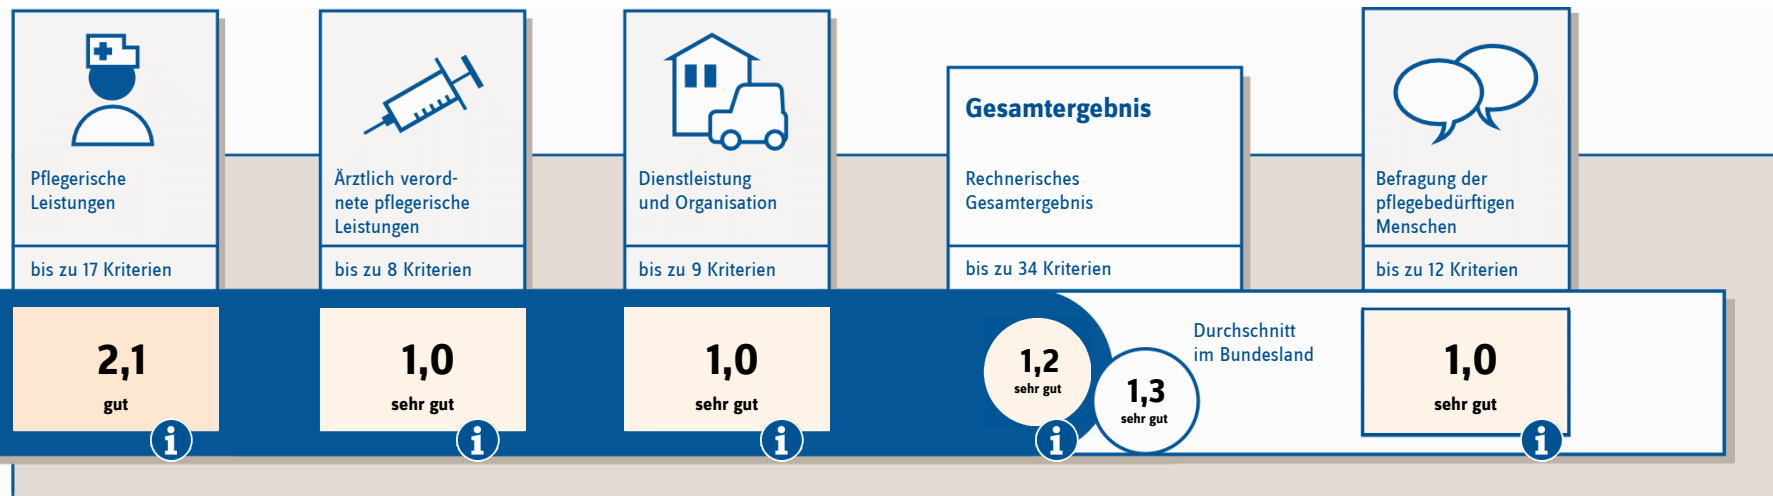 Pflegerische
Leistungen
bis zu 17 Kriterien
2,1
gut
i
Ärztlich verord-
nete pflegerische
Leistungen
bis zu 8 Kriterien
1,0
sehr gut
i
Dienstleistung
und Organisation
bis zu 9 Kriterien
1,0
sehr gut
i
Gesamtergebnis
Rechnerisches
Gesamtergebnis
bis zu 34 Kriterien
1,2
sehr gut
i
1,3
sehr gut
Durchschnitt
im Bundesland
Befragung der
pflegebedürftigen
Menschen
bis zu 12 Kriterien
1,0
sehr gut
i